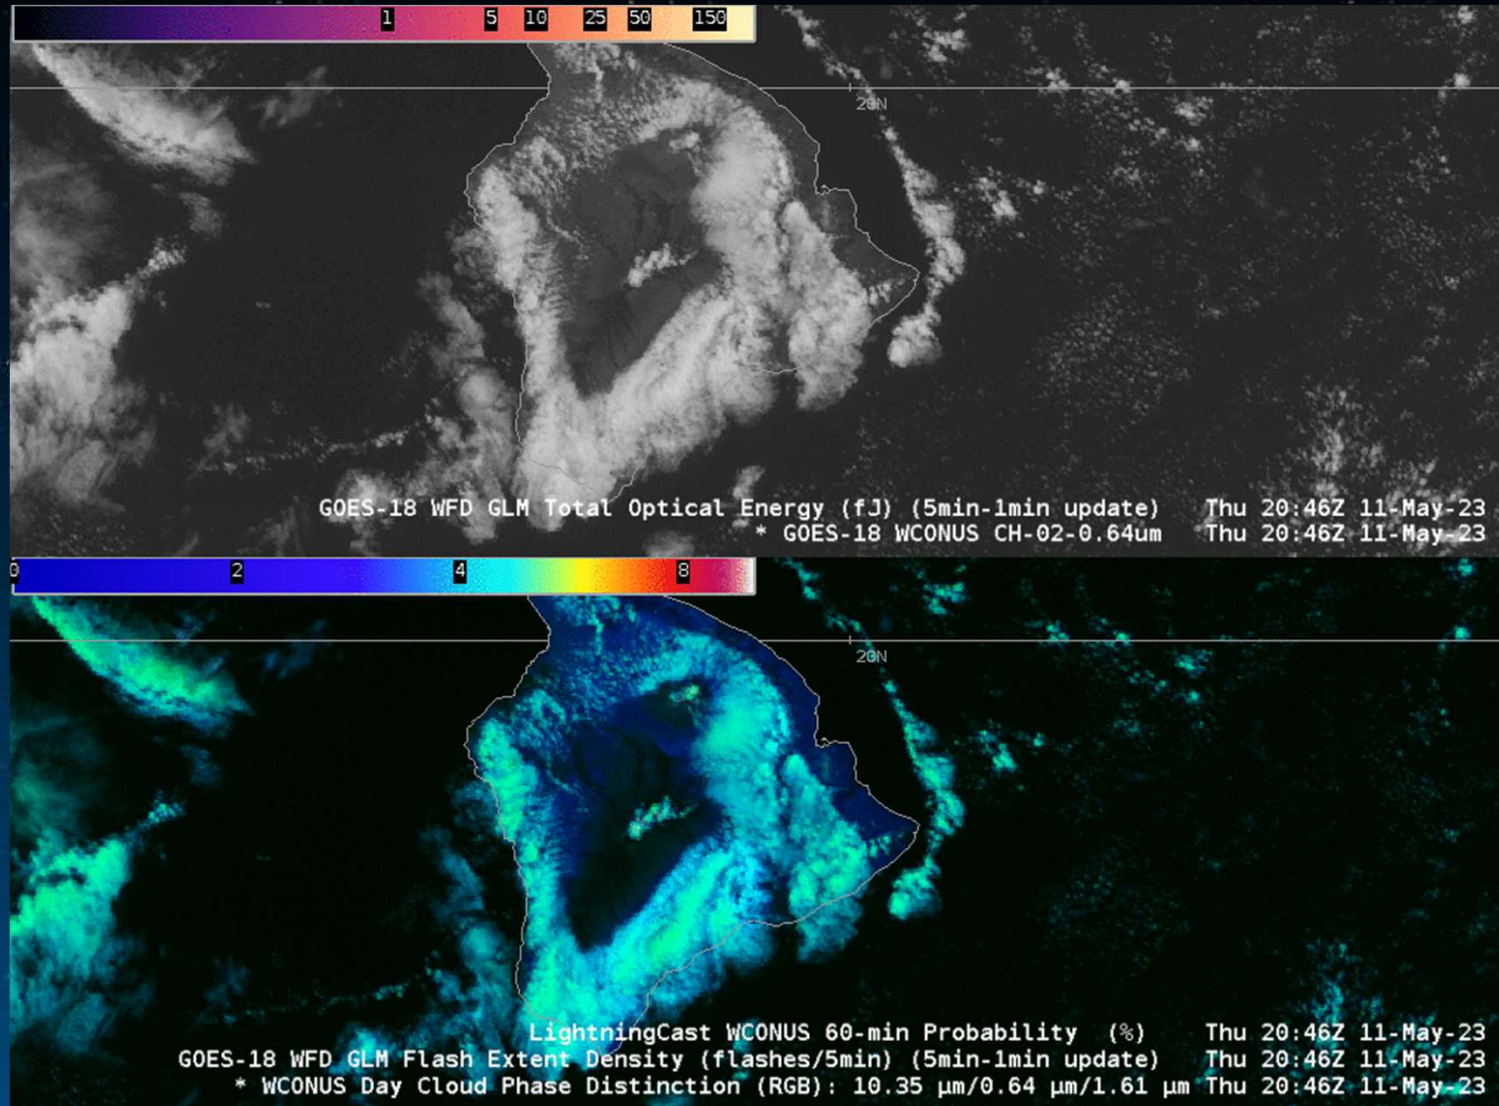 1 5 10 25 50 150
20N
GOES-18 WFD GLM Total Optical Energy (fJ) (5min-1min update) Thu 20:46Z 11-May-23
* GOES-18 WCONUS CH-02-0.64um Thu 20:46Z 11-May-23
0 2 4 8
20N
LightningCast WCONUS 60-min Probability (%) Thu 20:46Z 11-May-23
GOES-18 WFD GLM Flash Extent Density (flashes/5min) (5min-1min update) Thu 20:46Z 11-May-23
* WCONUS Day Cloud Phase Distinction (RGB): 10.35 µm/0.64 µm/1.61 µm Thu 20:46Z 11-May-23